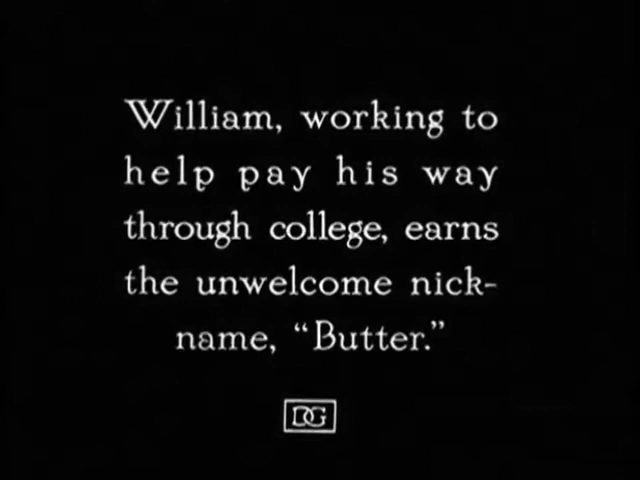 William, working to
help pay his way
through college, earns
the unwelcome nick-
name, “Butter.”
DG